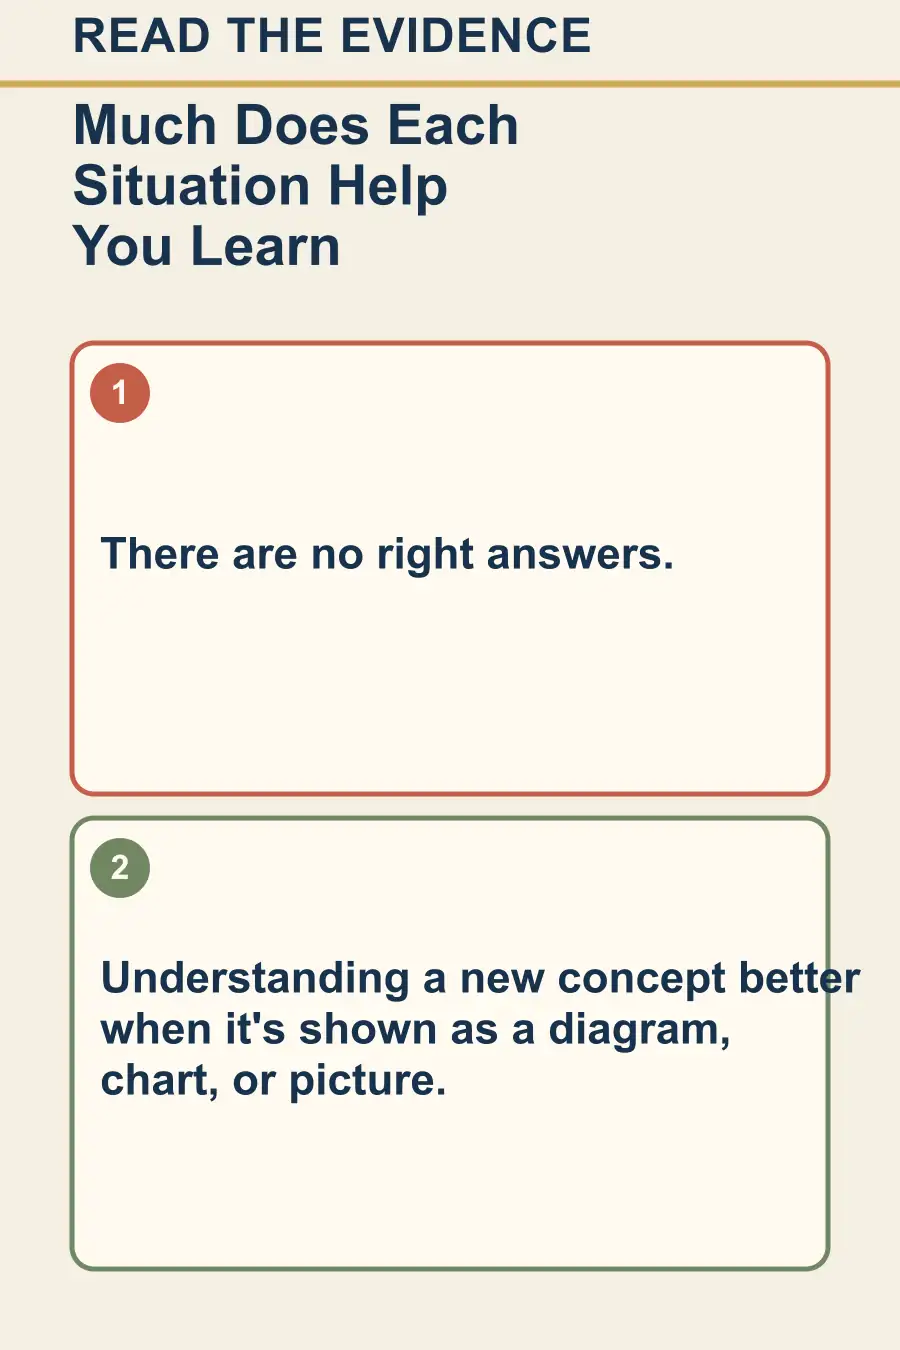 READ THE EVIDENCE
Much Does Each
Situation Help
You Learn
1
There are no right answers.
2
Understanding a new concept better
when it's shown as a diagram,
chart, or picture.